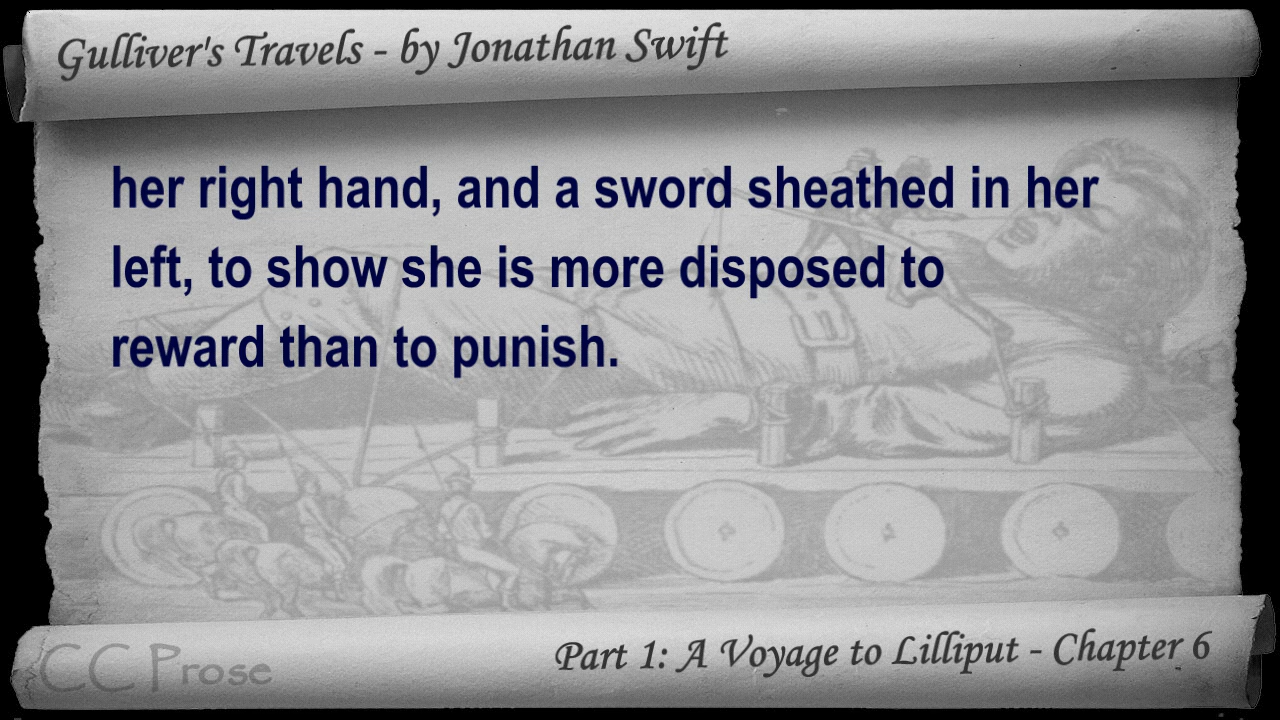 Gulliver's Travels - by Jonathan Swift
her right hand, and a sword sheathed in her
left, to show she is more disposed to
reward than to punish.
CC Prose
Part 1: A Voyage to Lilliput - Chapter 6